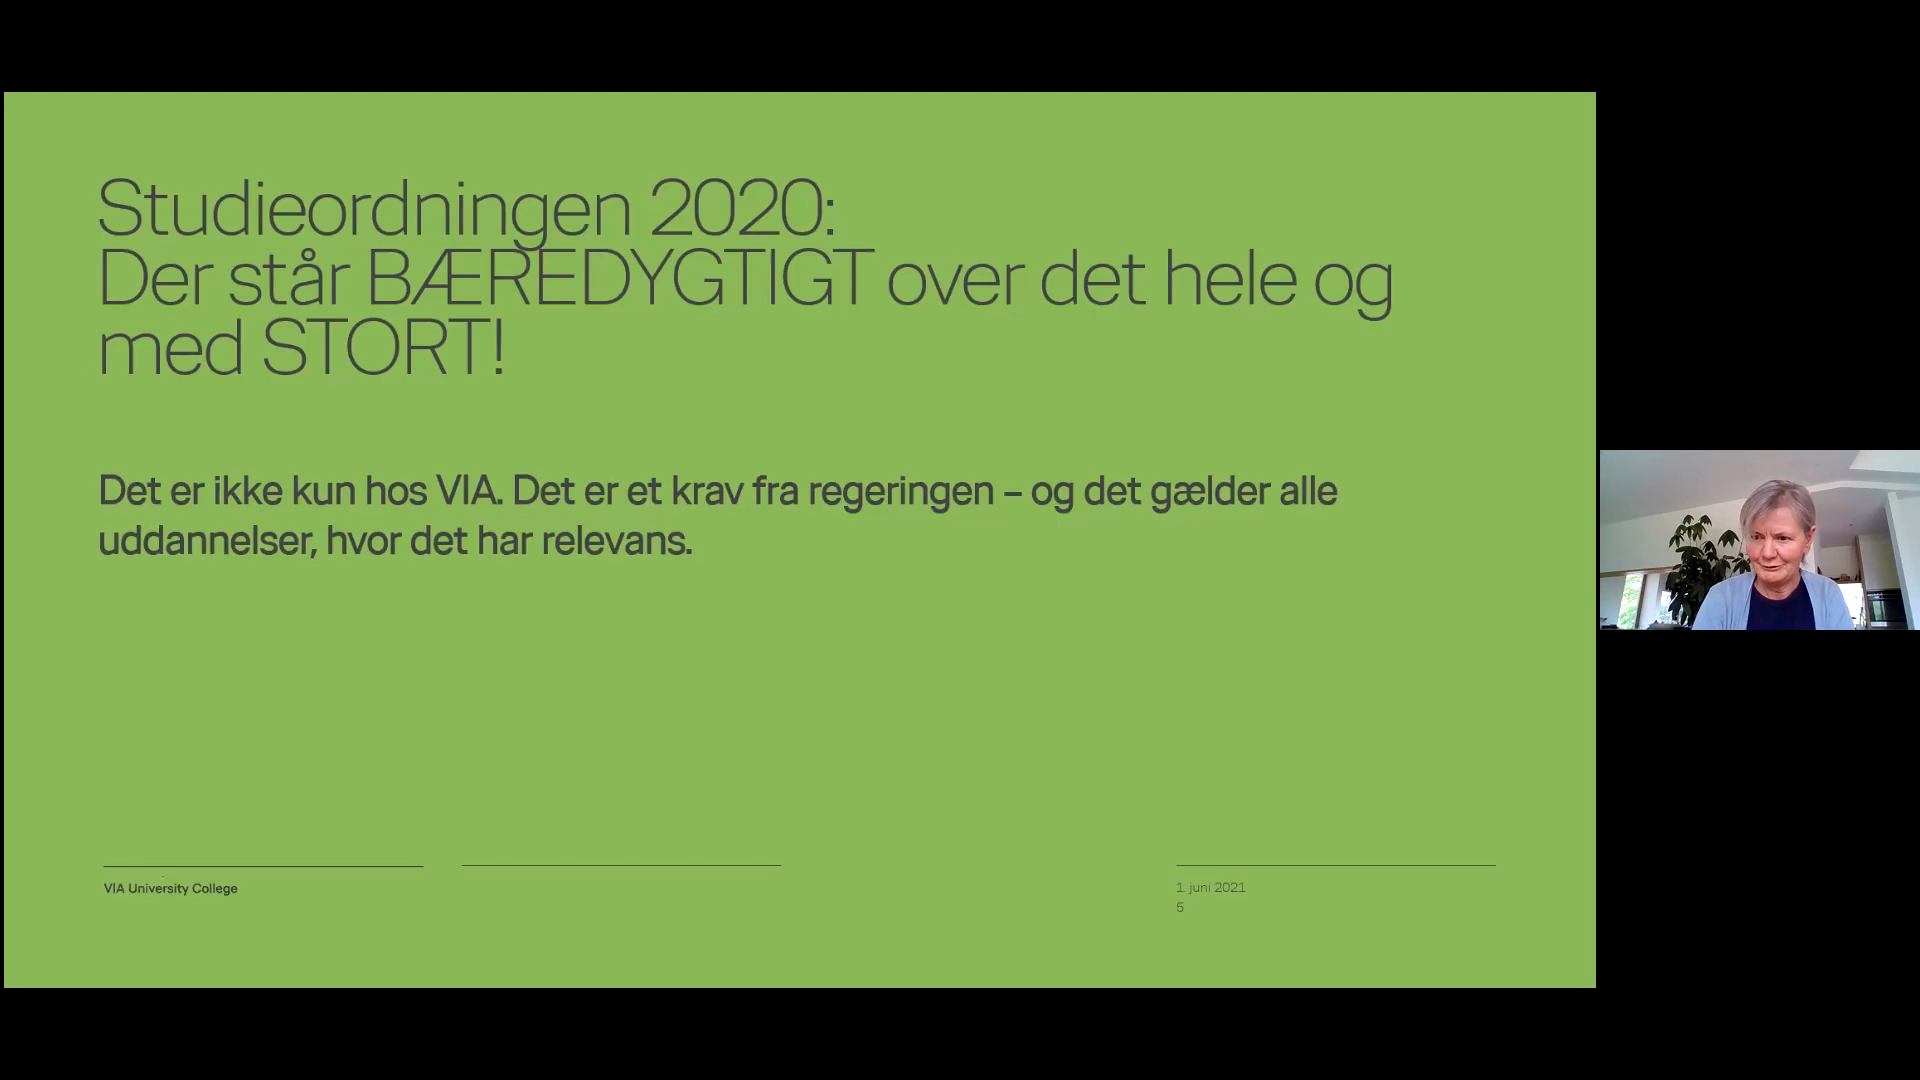 Studieordningen 2020:
Der står BÆREDYGTIGT over det hele og
med STORT!
Det er ikke kun hos VIA. Det er et krav fra regeringen – og det gælder alle
uddannelser, hvor det har relevans.
VIA University College
1. juni 2021
5